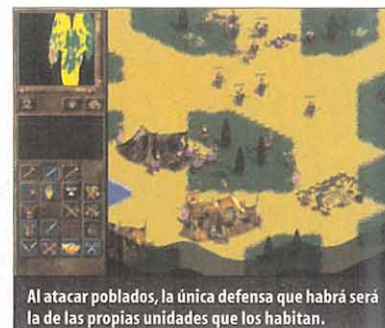 Al atacar poblados, la única defensa que habrá será
la de las propias unidades que los habitan.